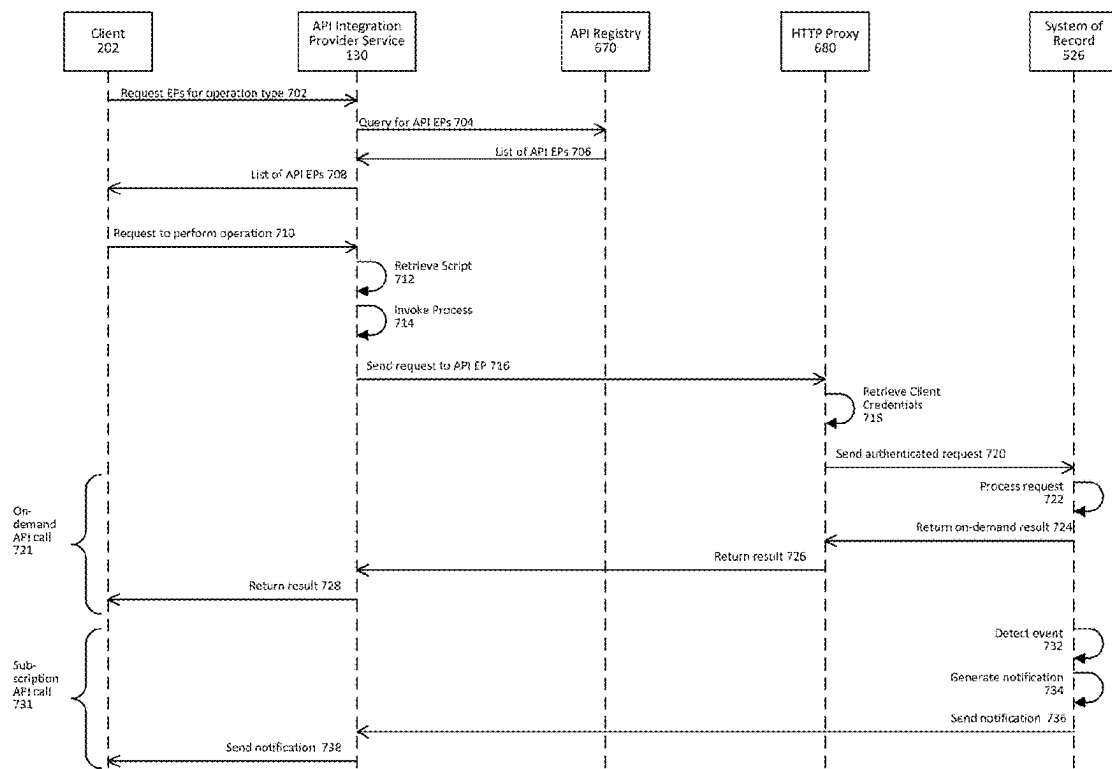 Client
202
API Integration
Provider Service
130
API Registry
670
HTTP Proxy
680
System of
Record
526
Request EPs for operation type 702
Query for API EPs 704
List of API EPs 706
List of API EPs 708
Request to perform operation 710
Retrieve Script
712
Invoke Process
714
Send request to API EP 716
Retrieve Client
Credentials
718
Send authenticated request 720
Process request
722
On-
demand
API call
721
Return on-demand result 724
Return result 726
Return result 728
Detect event
732
Sub-
scription
API call
731
Generate notification
734
Send notification 736
Send notification 738